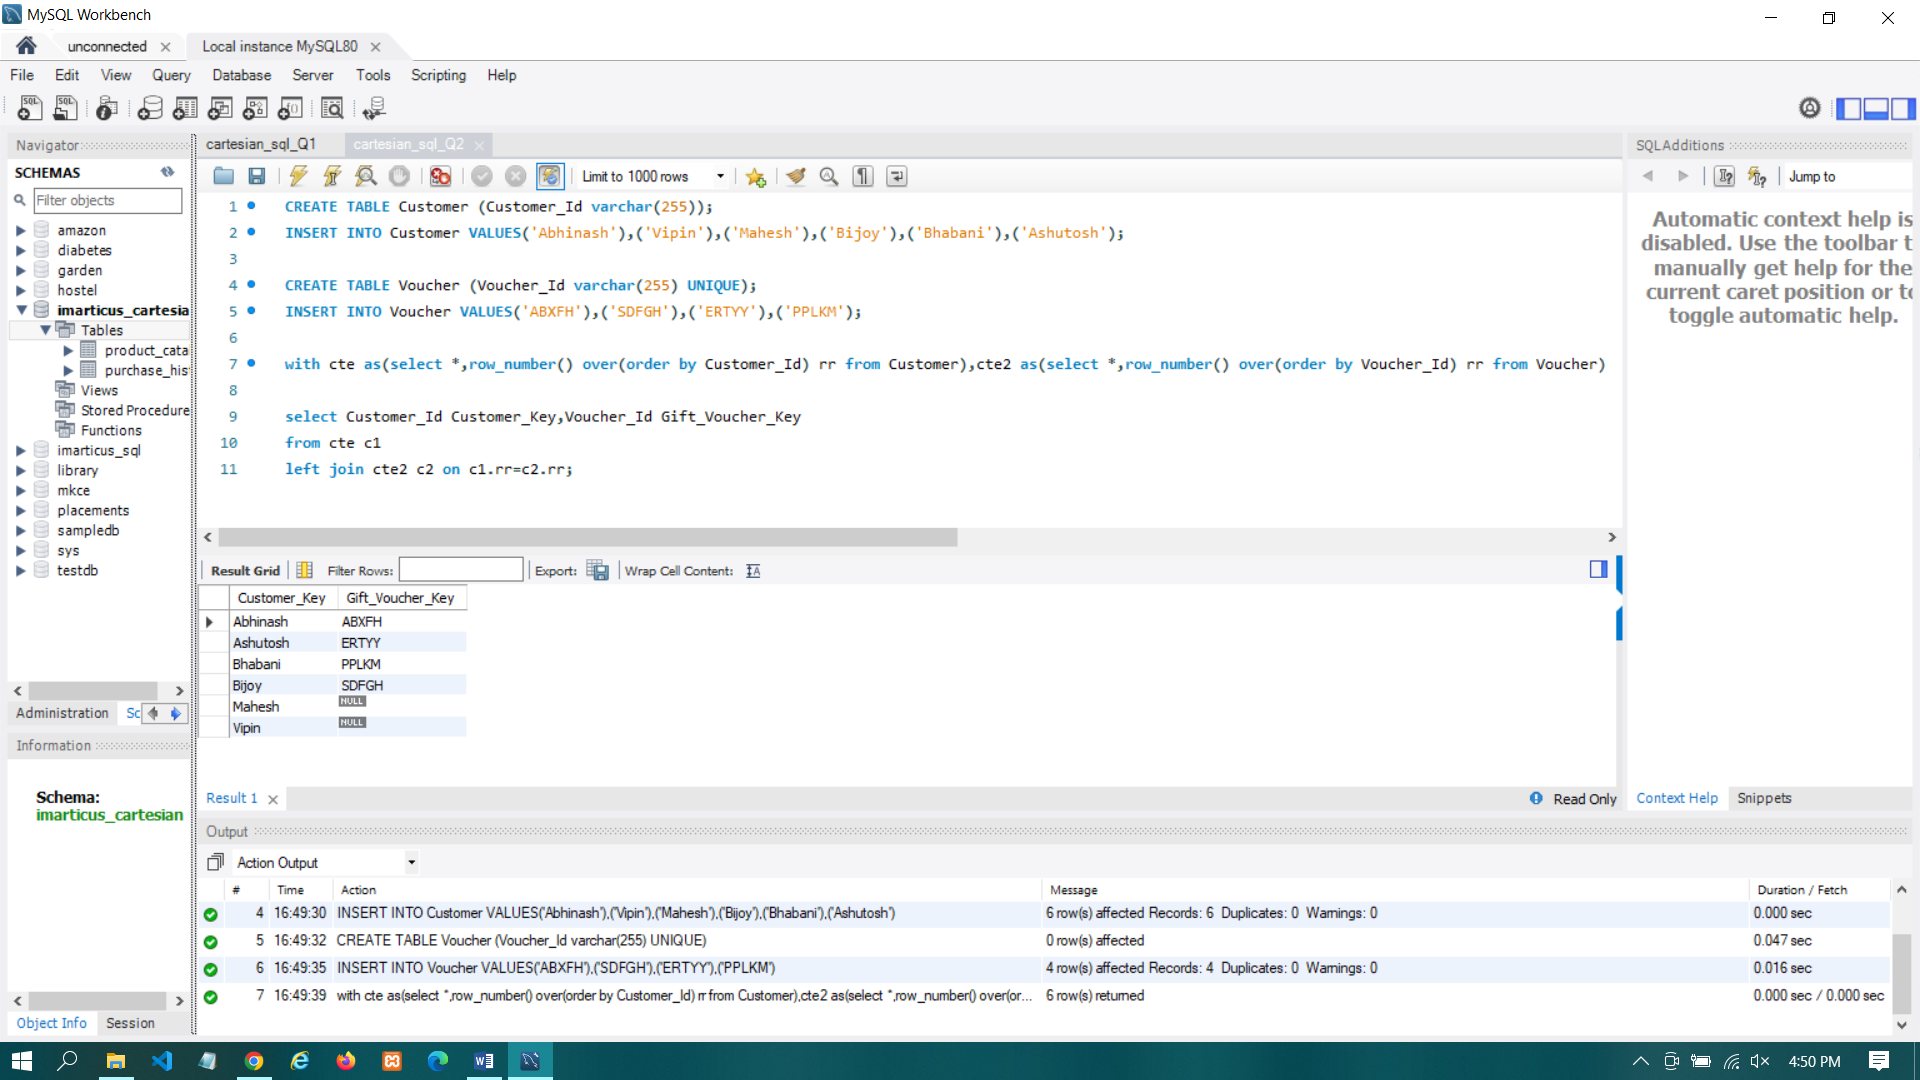 MySQL Workbench
unconnected
Local instance MySQL80
File Edit View Query Database Server Tools Scripting Help
Navigator
SCHEMAS
Filter objects
amazon
diabetes
garden
hostel
imarticus_cartesia
Tables
product_cata
purchase_his
Views
Stored Procedure
Functions
imarticus_sql
library
mkce
placements
sampledb
sys
testdb
Administration Sc
Information
Schema:
imarticus_cartesian
Object Info Session
cartesian_sql_Q1 cartesian_sql_Q2
Limit to 1000 rows
1 CREATE TABLE Customer (Customer_Id varchar(255));
2 INSERT INTO Customer VALUES('Abhinash'),('Vipin'),('Mahesh'),('Bijoy'),('Bhabani'),('Ashutosh');
3
4 CREATE TABLE Voucher (Voucher_Id varchar(255) UNIQUE);
5 INSERT INTO Voucher VALUES('ABXFH'),('SDFGH'),('ERTYY'),('PPLKM');
6
7 with cte as(select *,row_number() over(order by Customer_Id) rr from Customer),cte2 as(select *,row_number() over(order by Voucher_Id) rr from Voucher)
8
9 select Customer_Id Customer_Key,Voucher_Id Gift_Voucher_Key
10 from cte c1
11 left join cte2 c2 on c1.rr=c2.rr;
Result Grid Filter Rows: Export: Wrap Cell Content: IA
Customer_Key Gift_Voucher_Key
Abhinash ABXFH
Ashutosh ERTYY
Bhabani PPLKM
Bijoy SDFGH
Mahesh NULL
Vipin NULL
Result 1
Read Only
SQLAdditions
Jump to
Automatic context help is
disabled. Use the toolbar t
manually get help for the
current caret position or to
toggle automatic help.
Context Help Snippets
Output
Action Output
# Time Action Message Duration / Fetch
4 16:49:30 INSERT INTO Customer VALUES('Abhinash'),('Vipin'),('Mahesh'),('Bijoy'),('Bhabani'),('Ashutosh') 6 row(s) affected Records: 6 Duplicates: 0 Warnings: 0 0.000 sec
5 16:49:32 CREATE TABLE Voucher (Voucher_Id varchar(255) UNIQUE) 0 row(s) affected 0.047 sec
6 16:49:35 INSERT INTO Voucher VALUES('ABXFH'),('SDFGH'),('ERTYY'),('PPLKM') 4 row(s) affected Records: 4 Duplicates: 0 Warnings: 0 0.016 sec
7 16:49:39 with cte as(select *,row_number() over(order by Customer_Id) rr from Customer),cte2 as(select *,row_number() over(or... 6 row(s) returned 0.000 sec / 0.000 sec
4:50 PM